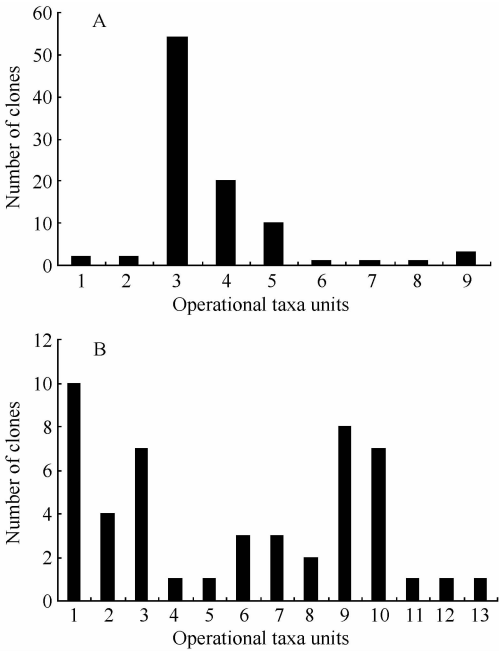 A
Number of clones
60
50
40
30
20
10
0
1 2 3 4 5 6 7 8 9
Operational taxa units
B
Number of clones
12
10
8
6
4
2
0
1 2 3 4 5 6 7 8 9 10 11 12 13
Operational taxa units